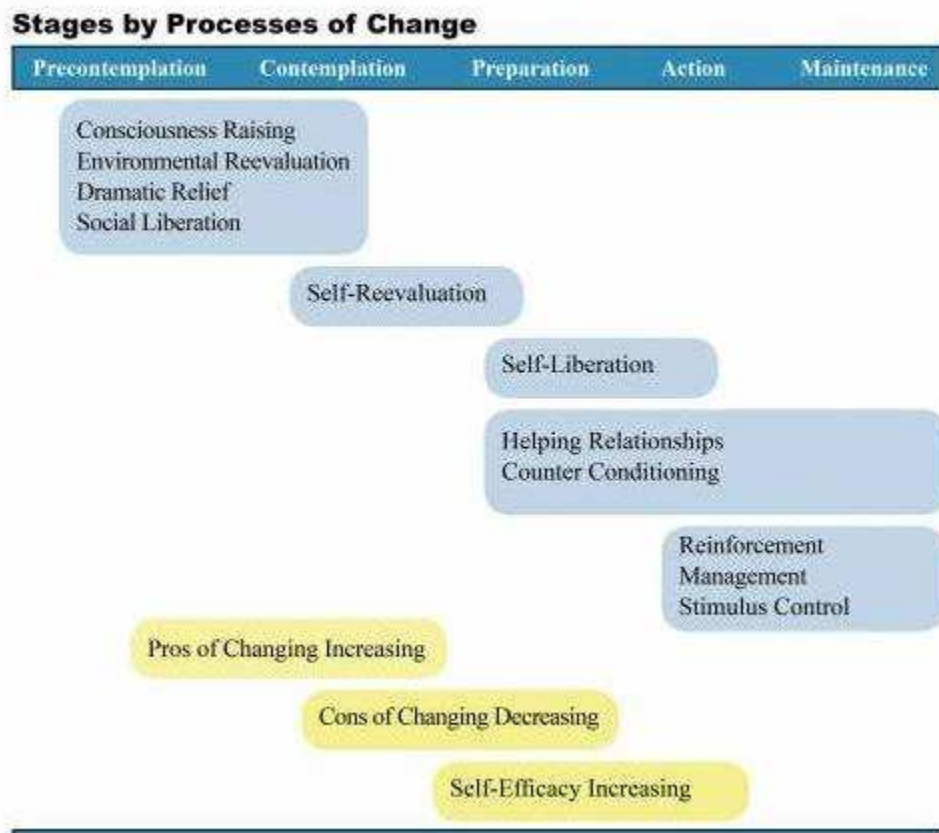 Stages by Processes of Change
Precontemplation Contemplation Preparation Action Maintenance
Consciousness Raising
Environmental Reevaluation
Dramatic Relief
Social Liberation
Self-Reevaluation
Self-Liberation
Helping Relationships
Counter Conditioning
Reinforcement
Management
Stimulus Control
Pros of Changing Increasing
Cons of Changing Decreasing
Self-Efficacy Increasing